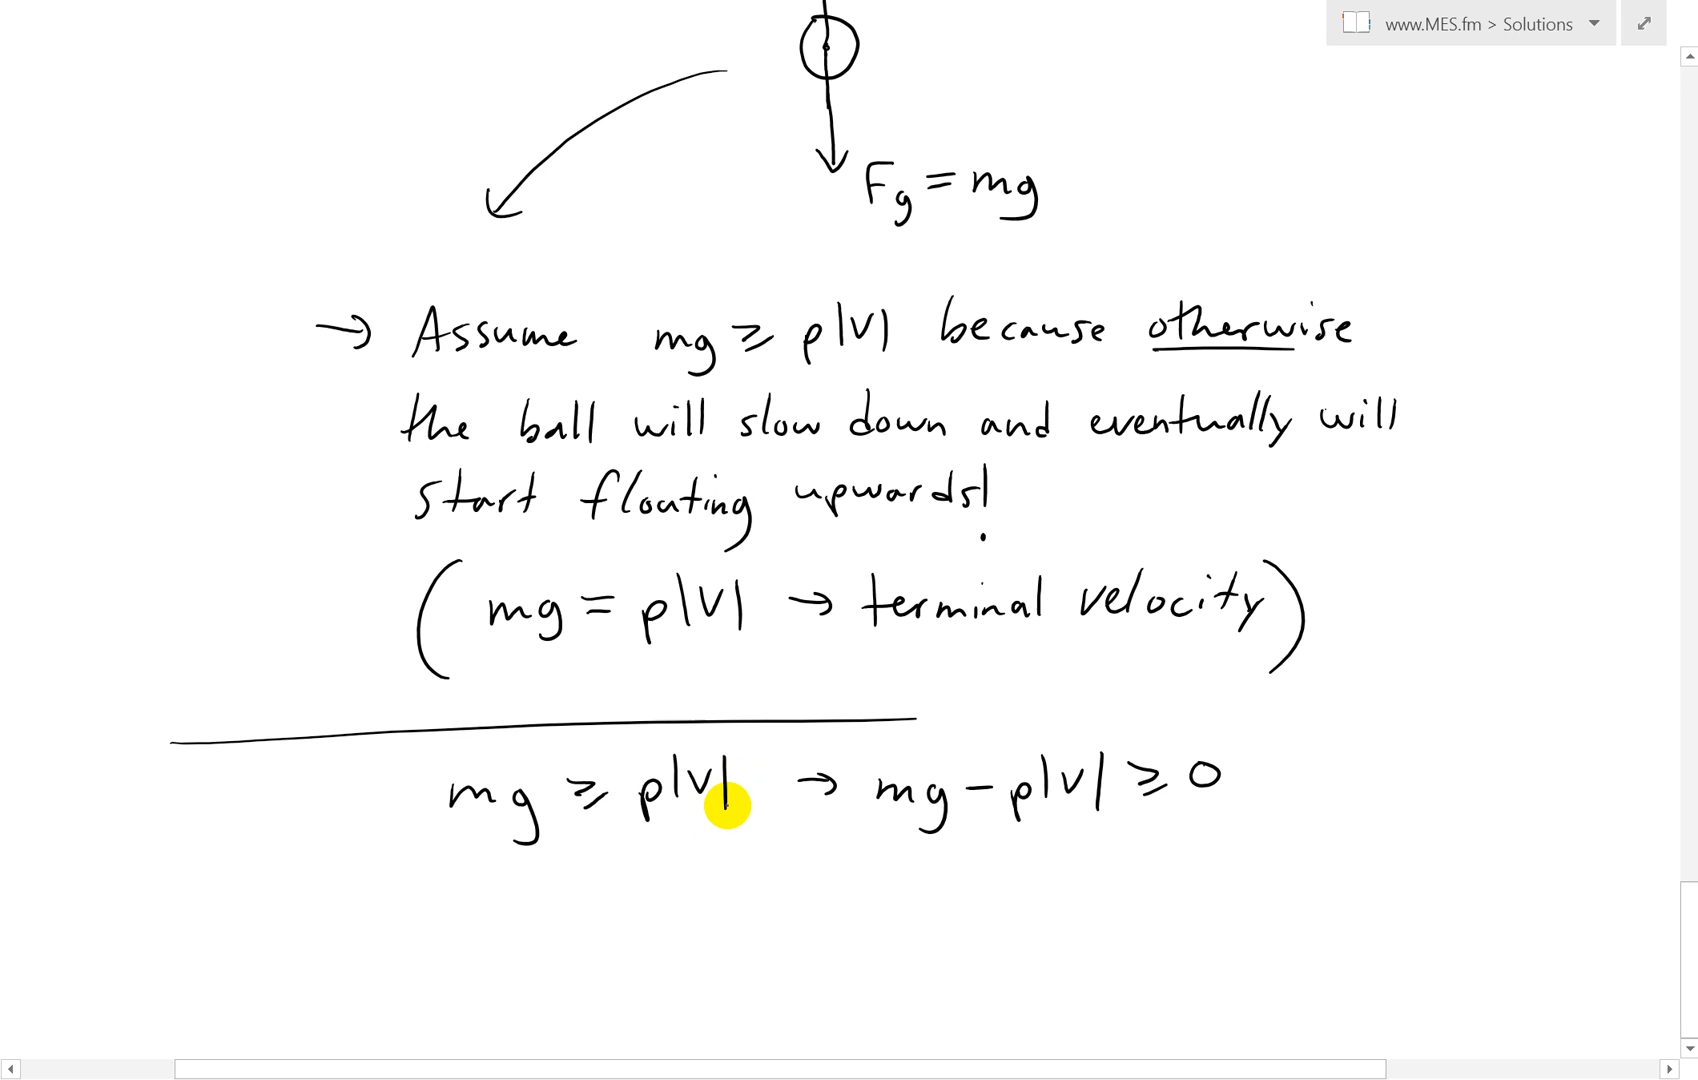 www.MES.fm > Solutions
Fg = mg
→ Assume mg ≥ p|v| because otherwise
the ball will slow down and eventually will
start floating upwards!
(mg = p|v| → terminal velocity)
mg ≥ p|v| → mg - p|v| ≥ 0